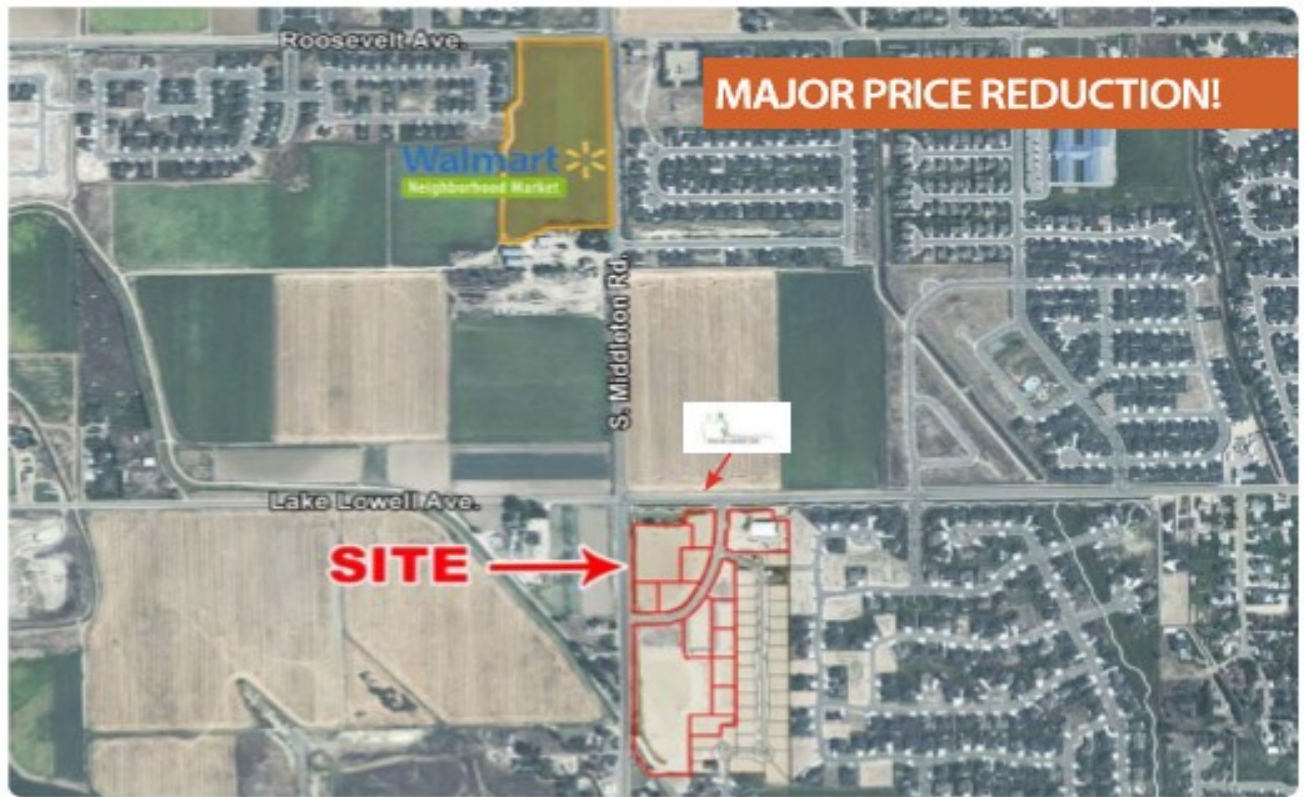 Roosevelt Ave.
MAJOR PRICE REDUCTION!
Walmart
Neighborhood Market
S. Middleton Rd.
Lake Lowell Ave.
SITE